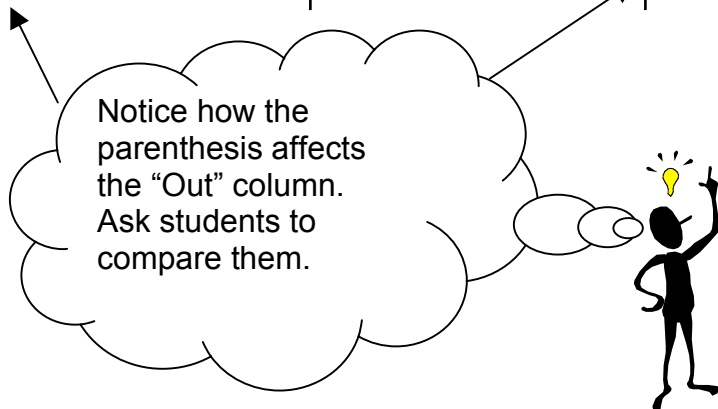 Notice how the
parenthesis affects
the “Out” column.
Ask students to
compare them.